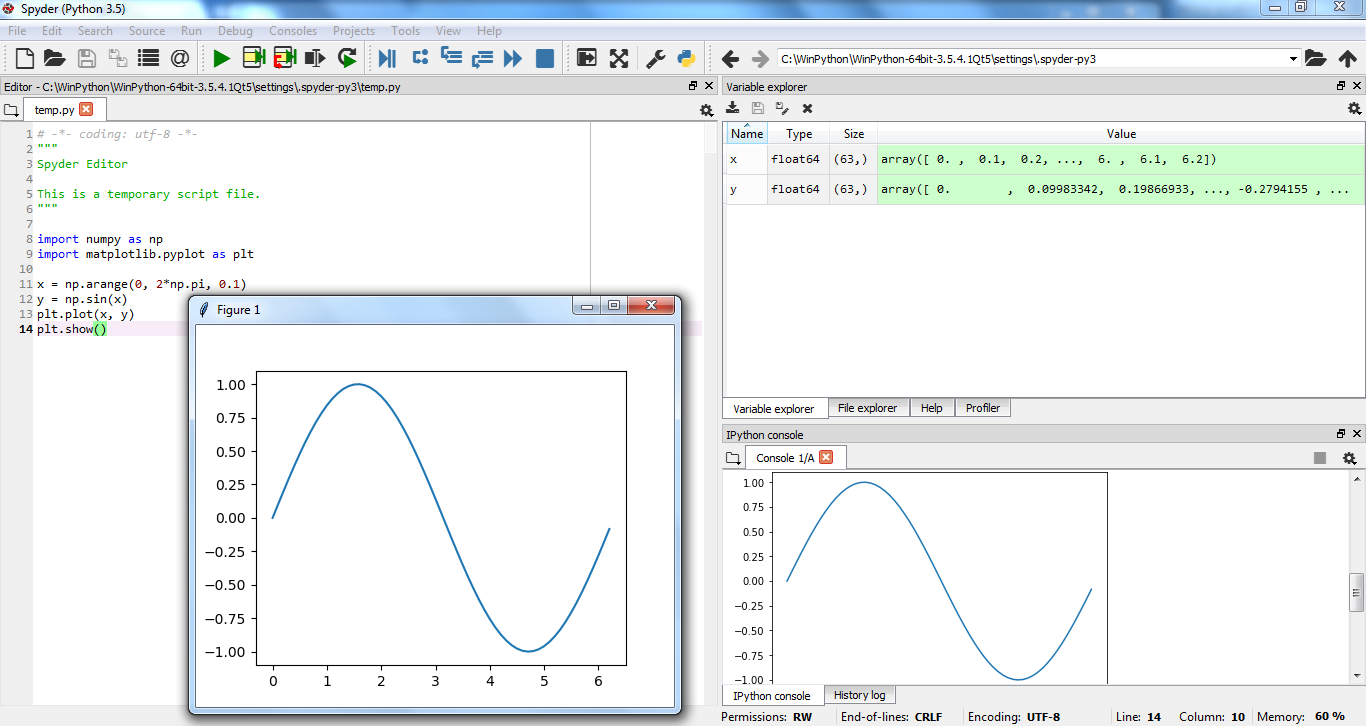 Spyder (Python 3.5)
File Edit Search Source Run Debug Consoles Projects Tools View Help
C:\WinPython\WinPython-64bit-3.5.4.1Qt5\settings\.spyder-py3
Editor - C:\WinPython\WinPython-64bit-3.5.4.1Qt5\settings\.spyder-py3\temp.py
temp.py
1 # -*- coding: utf-8 -*-
2 """
3 Spyder Editor
4
5 This is a temporary script file.
6 """
7
8 import numpy as np
9 import matplotlib.pyplot as plt
10
11 x = np.arange(0, 2*np.pi, 0.1)
12 y = np.sin(x)
13 plt.plot(x, y)
14 plt.show()
Figure 1
1.00
0.75
0.50
0.25
0.00
−0.25
−0.50
−0.75
−1.00
0 1 2 3 4 5 6
Variable explorer
Name Type Size Value
x float64 (63,) array([ 0. , 0.1, 0.2, ..., 6. , 6.1, 6.2])
y float64 (63,) array([ 0. , 0.09983342, 0.19866933, ..., -0.2794155 , ...
Variable explorer File explorer Help Profiler
IPython console
Console 1/A
1.00
0.75
0.50
0.25
0.00
−0.25
−0.50
−0.75
−1.00
IPython console History log
Permissions: RW End-of-lines: CRLF Encoding: UTF-8 Line: 14 Column: 10 Memory: 60 %